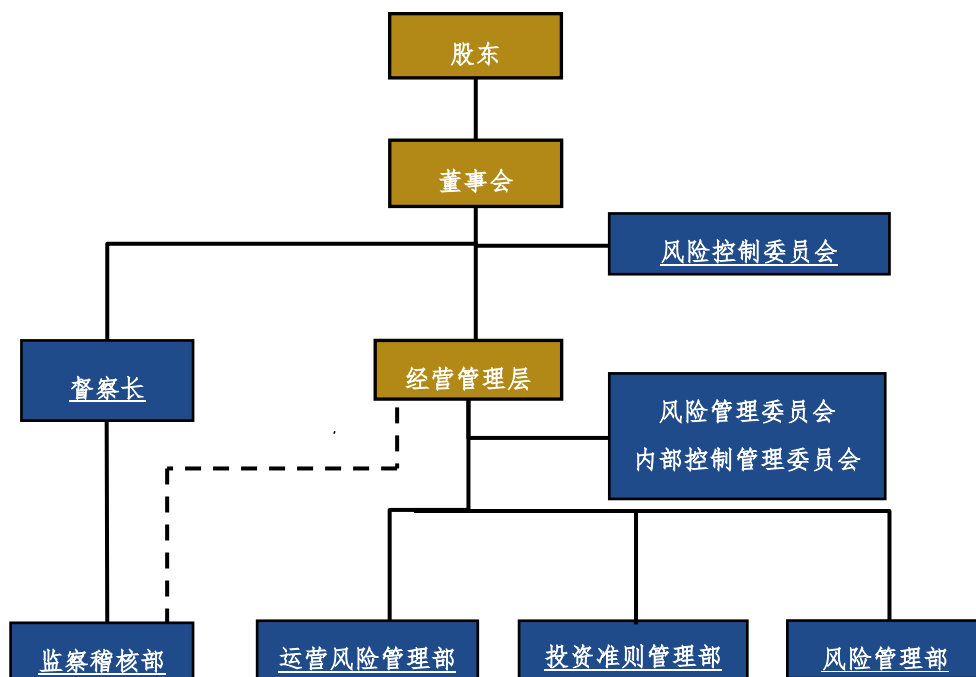 股东
董事会
风险控制委员会
督察长
经营管理层
风险管理委员会
内部控制管理委员会
监察稽核部
运营风险管理部
投资准则管理部
风险管理部